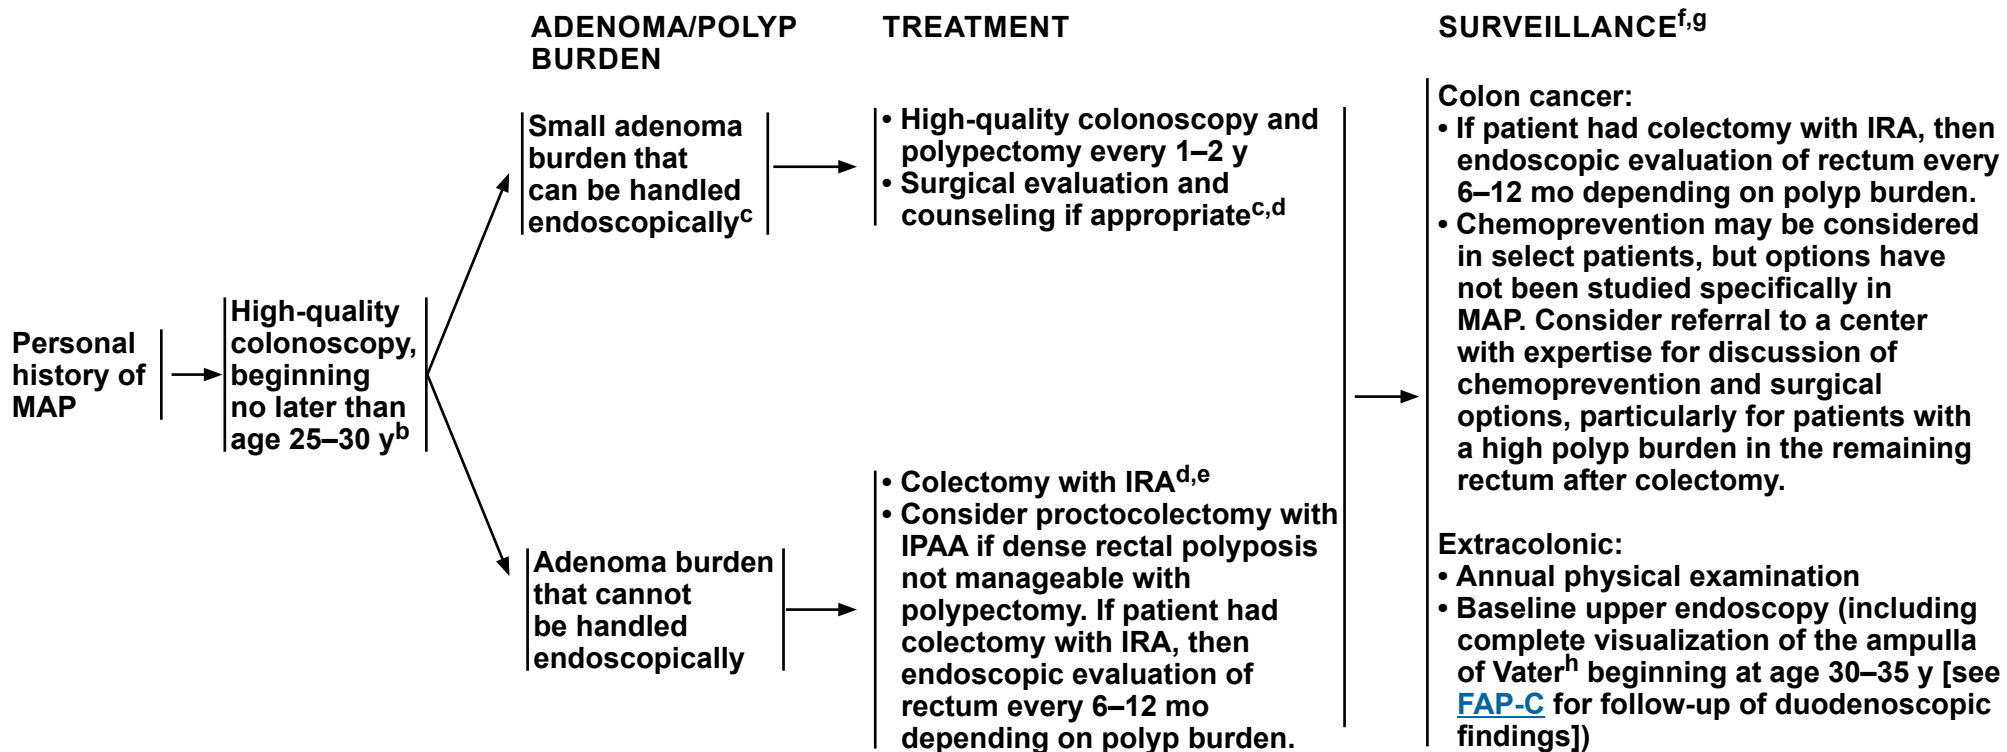 ADENOMA/POLYP
BURDEN
TREATMENT
SURVEILLANCEf,g
Personal
history of
MAP
High-quality
colonoscopy,
beginning
no later than
age 25–30 yb
Small adenoma
burden that
can be handled
endoscopicallyc
• High-quality colonoscopy and
polypectomy every 1–2 y
• Surgical evaluation and
counseling if appropriatec,d
Adenoma burden
that cannot
be handled
endoscopically
• Colectomy with IRAd,e
• Consider proctocolectomy with
IPAA if dense rectal polyposis
not manageable with
polypectomy. If patient had
colectomy with IRA, then
endoscopic evaluation of
rectum every 6–12 mo
depending on polyp burden.
Colon cancer:
• If patient had colectomy with IRA, then
endoscopic evaluation of rectum every
6–12 mo depending on polyp burden.
• Chemoprevention may be considered
in select patients, but options have
not been studied specifically in
MAP. Consider referral to a center
with expertise for discussion of
chemoprevention and surgical
options, particularly for patients with
a high polyp burden in the remaining
rectum after colectomy.
Extracolonic:
• Annual physical examination
• Baseline upper endoscopy (including
complete visualization of the ampulla
of Vaterh beginning at age 30–35 y [see
FAP-C for follow-up of duodenoscopic
findings])